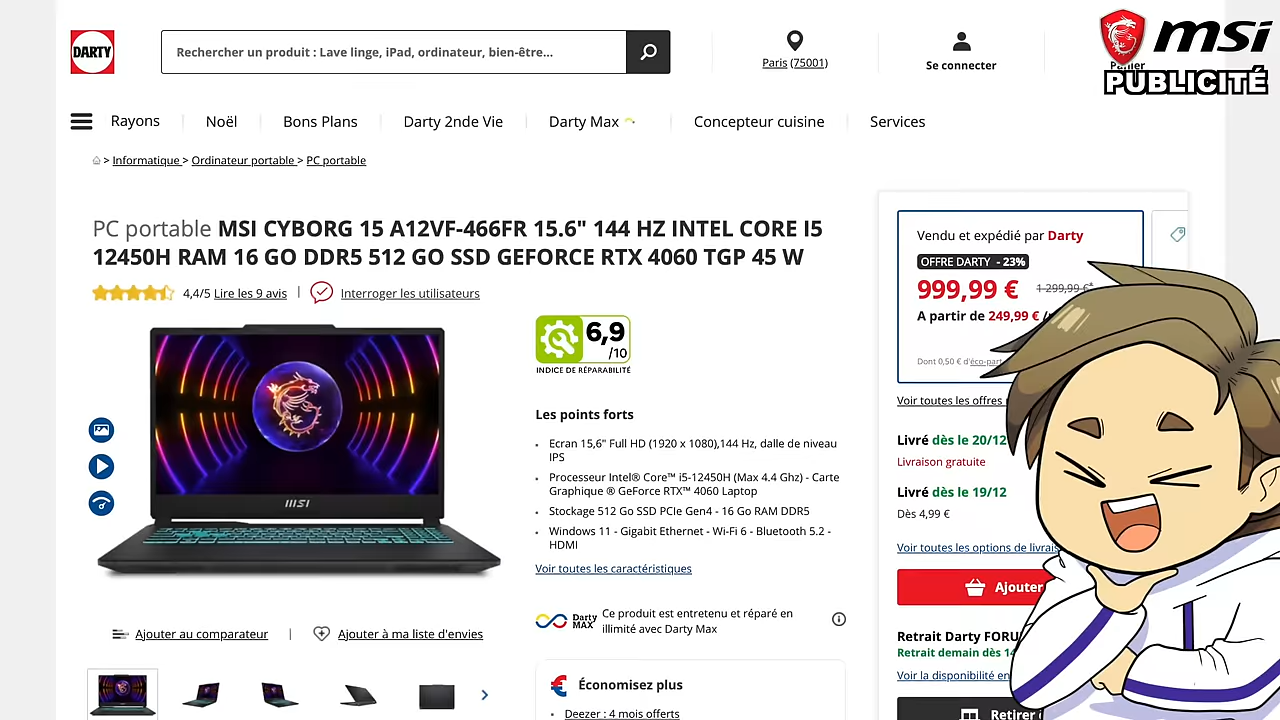 DARTY
Rechercher un produit : Lave linge, iPad, ordinateur, bien-être...
Paris (75001)
Se connecter
Panier
msi
PUBLICITÉ
Rayons
Noël
Bons Plans
Darty 2nde Vie
Darty Max
Concepteur cuisine
Services
> Informatique > Ordinateur portable > PC portable
PC portable MSI CYBORG 15 A12VF-466FR 15.6" 144 HZ INTEL CORE I5
12450H RAM 16 GO DDR5 512 GO SSD GEFORCE RTX 4060 TGP 45 W
4,4/5 Lire les 9 avis | Interroger les utilisateurs
msi
6,9
/10
INDICE DE RÉPARABILITÉ
Les points forts
Ecran 15,6" Full HD (1920 x 1080),144 Hz, dalle de niveau
IPS
Processeur Intel® Core™ i5-12450H (Max 4.4 Ghz) - Carte
Graphique ® GeForce RTX™ 4060 Laptop
Stockage 512 Go SSD PCIe Gen4 - 16 Go RAM DDR5
Windows 11 - Gigabit Ethernet - Wi-Fi 6 - Bluetooth 5.2 -
HDMI
Voir toutes les caractéristiques
Darty
MAX
Ce produit est entretenu et réparé en
illimité avec Darty Max
Ajouter au comparateur | Ajouter à ma liste d'envies
Économisez plus
Deezer : 4 mois offerts
Vendu et expédié par Darty
OFFRE DARTY - 23%
999,99 € 1 299,99 €*
A partir de 249,99 € /
Dont 0,50 € d'éco-part
Voir toutes les offres
Livré dès le 20/12
Livraison gratuite
Livré dès le 19/12
Dès 4,99 €
Voir toutes les options de livrais
Ajouter
Retrait Darty FORU
Retrait demain dès 14
Voir la disponibilité en
Retirer